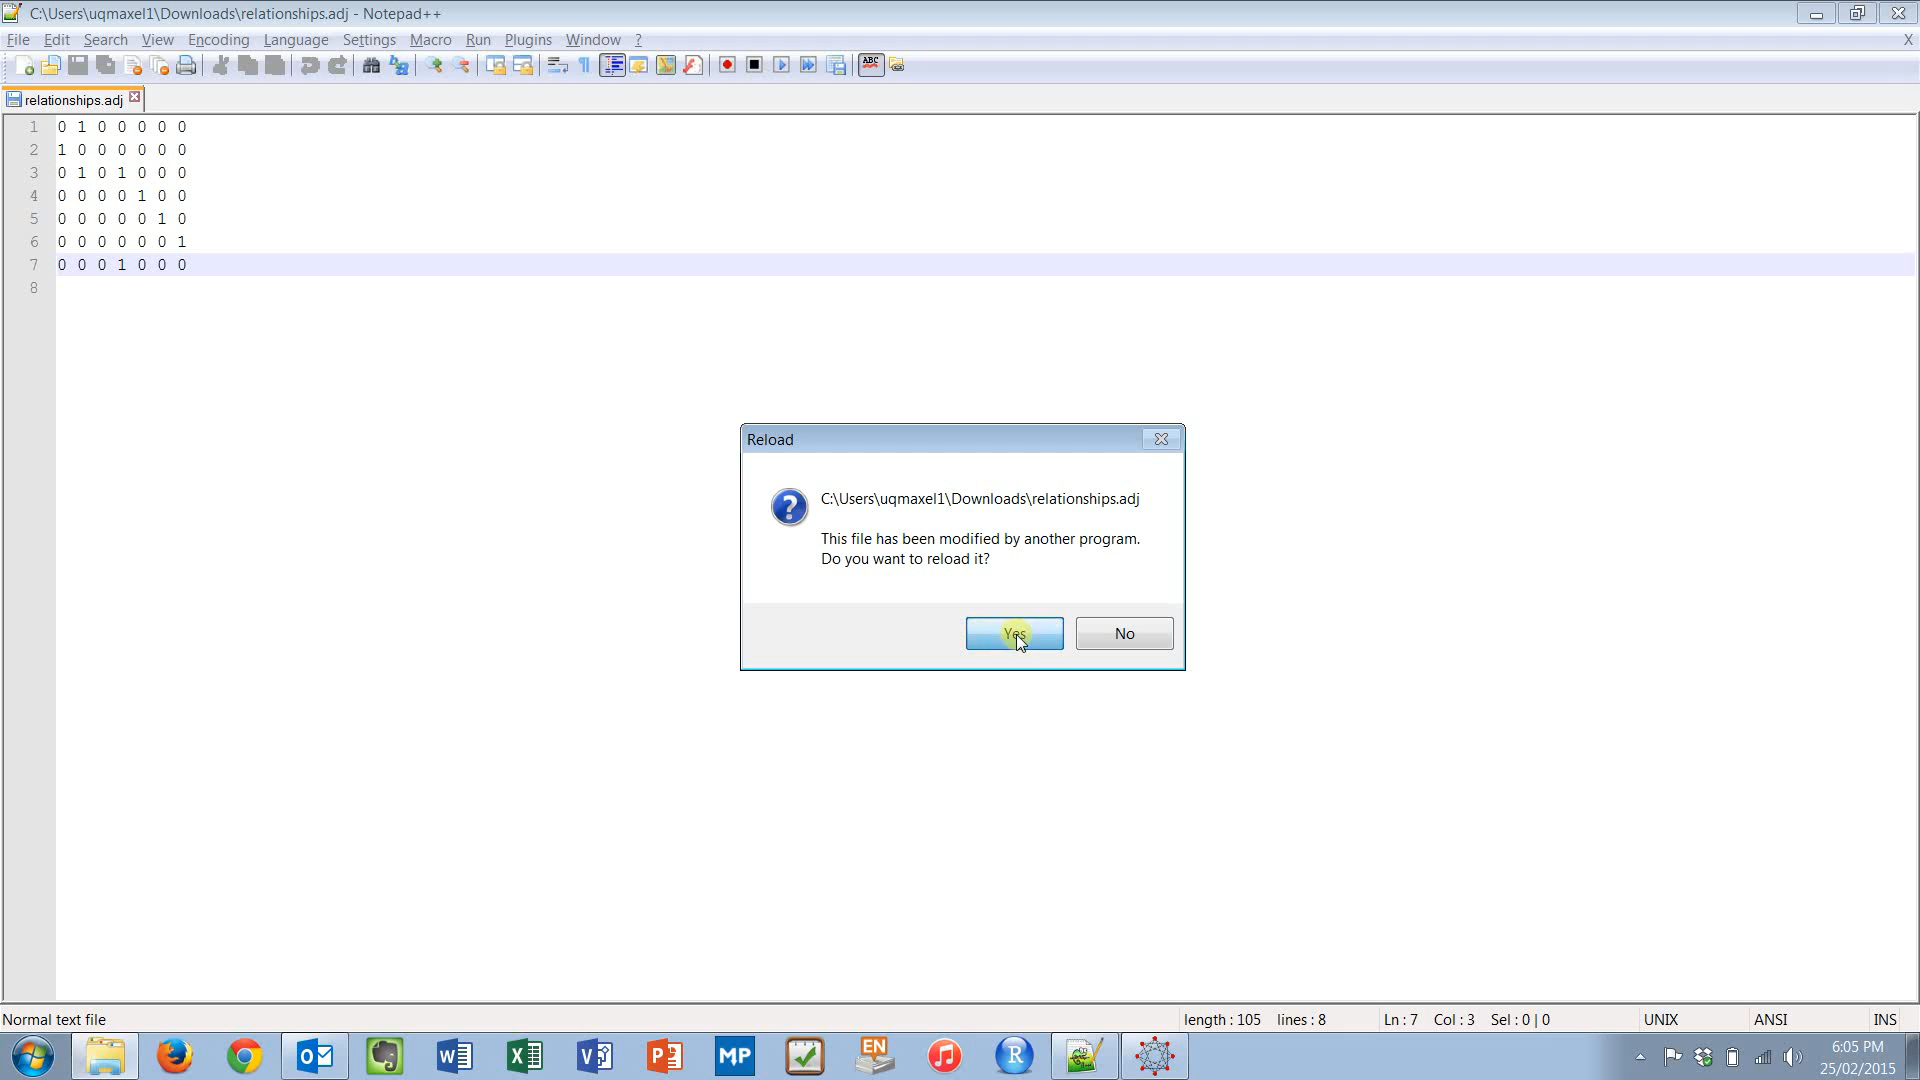 C:\Users\uqmaxel1\Downloads\relationships.adj - Notepad++
File Edit Search View Encoding Language Settings Macro Run Plugins Window ? X
ABC
relationships.adj
1 0 1 0 0 0 0 0
2 1 0 0 0 0 0 0
3 0 1 0 1 0 0 0
4 0 0 0 0 1 0 0
5 0 0 0 0 0 1 0
6 0 0 0 0 0 0 1
7 0 0 0 1 0 0 0
8
Reload
C:\Users\uqmaxel1\Downloads\relationships.adj
This file has been modified by another program.
Do you want to reload it?
Yes No
Normal text file length : 105 lines : 8 Ln : 7 Col : 3 Sel : 0 | 0 UNIX ANSI INS
EN
MP
R
6:05 PM
25/02/2015